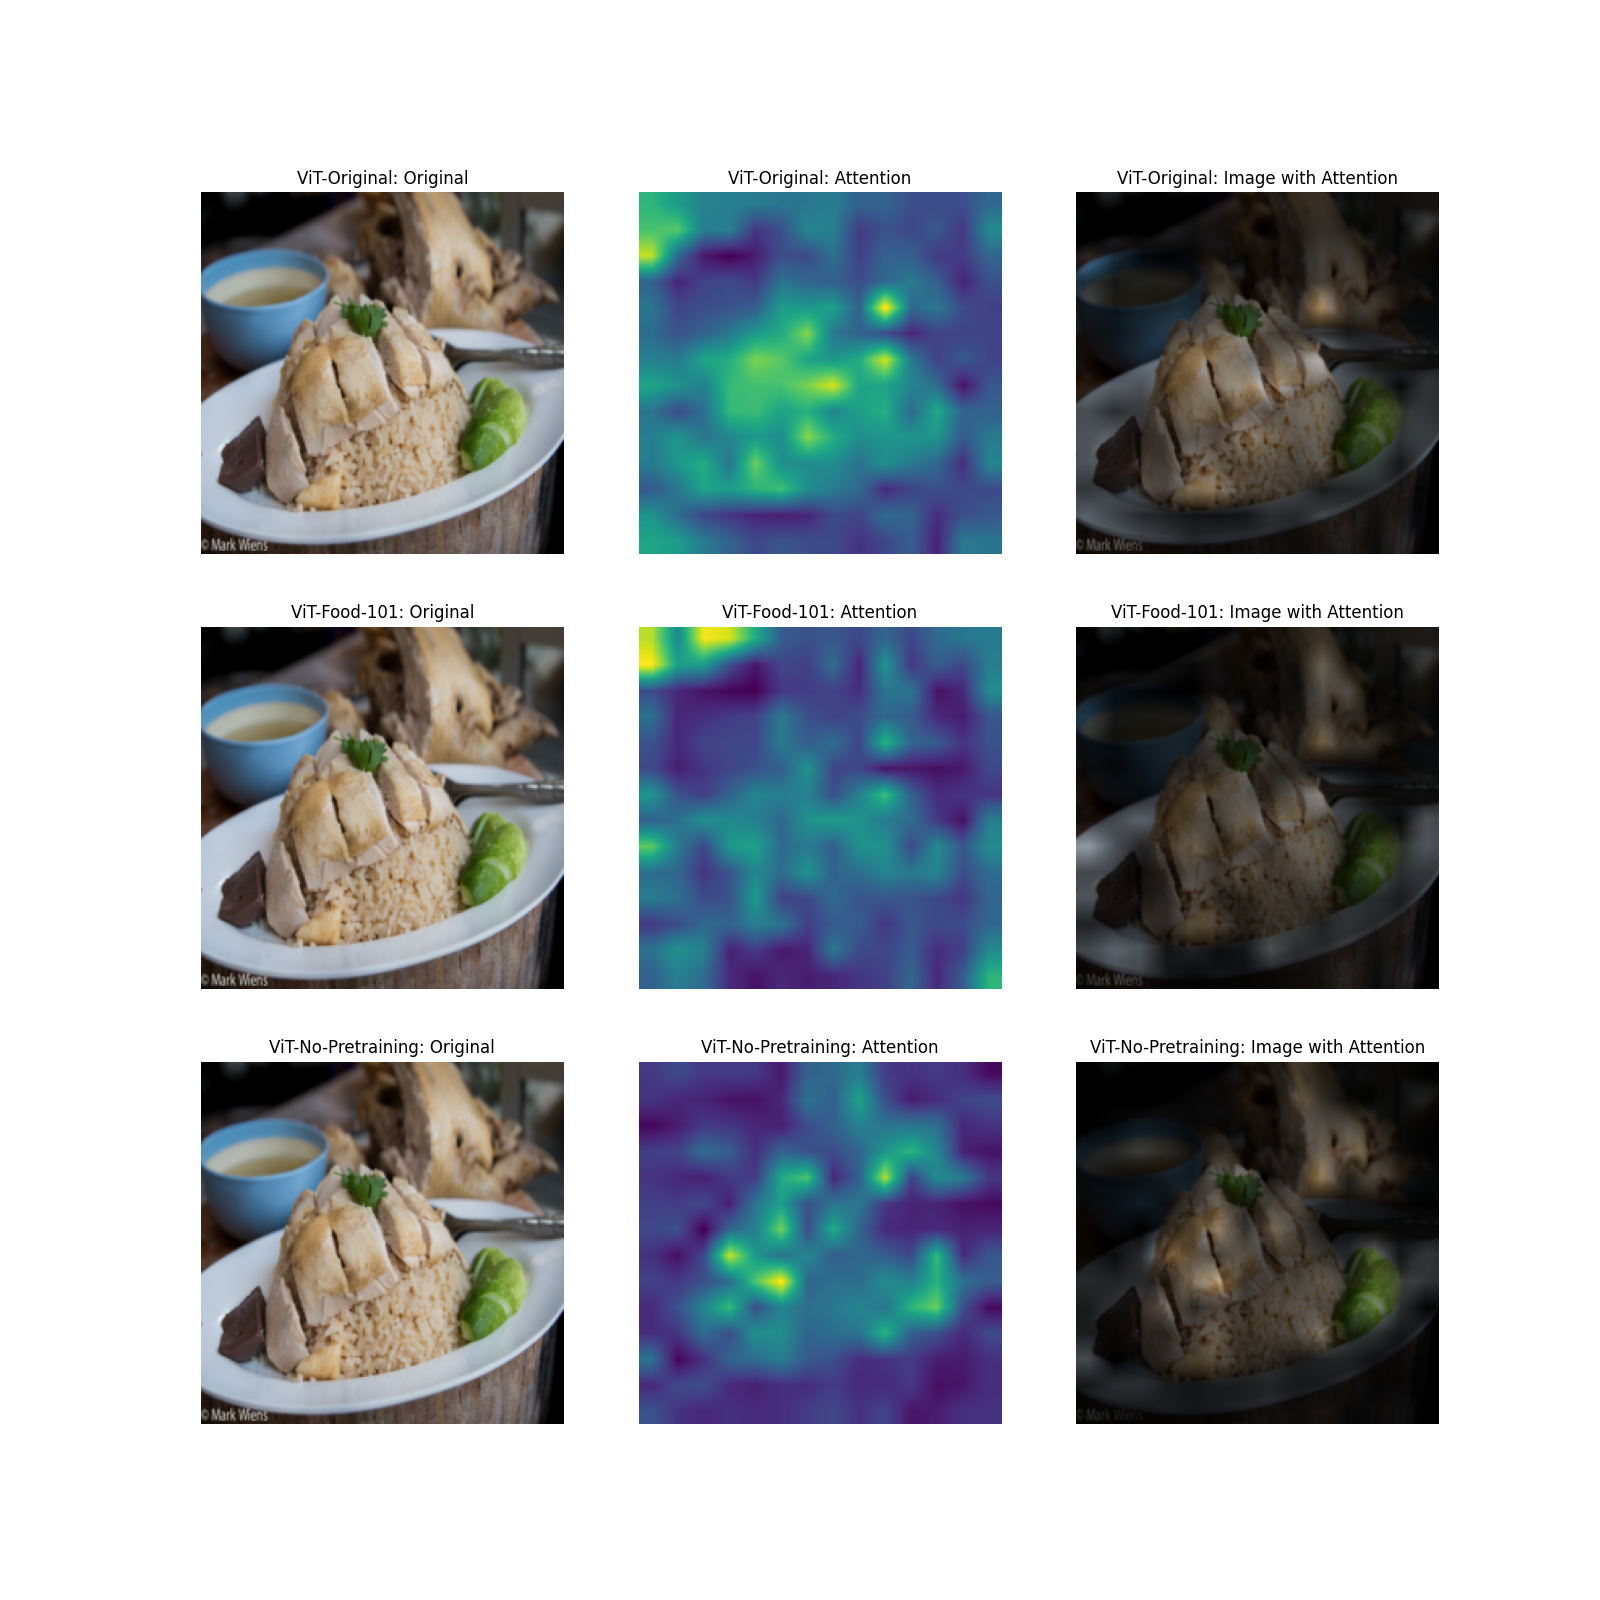 ViT-Original: Original
ViT-Original: Attention
ViT-Original: Image with Attention
© Mark Wiens
© Mark Wiens
ViT-Food-101: Original
ViT-Food-101: Attention
ViT-Food-101: Image with Attention
© Mark Wiens
© Mark Wiens
ViT-No-Pretraining: Original
ViT-No-Pretraining: Attention
ViT-No-Pretraining: Image with Attention
© Mark Wiens
© Mark Wiens